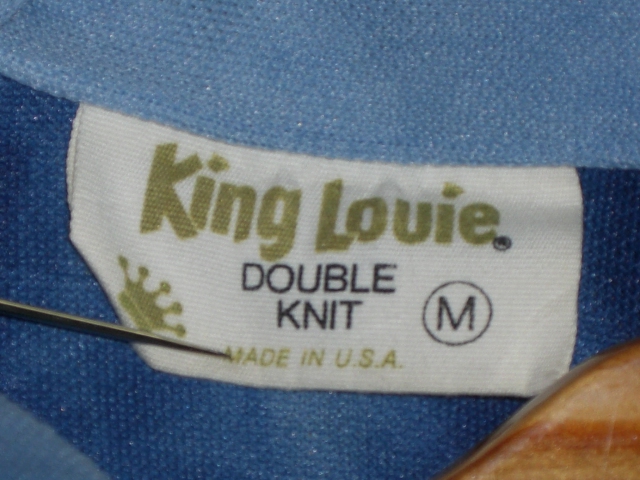 King Louie®
DOUBLE
KNIT
M
MADE IN U.S.A.